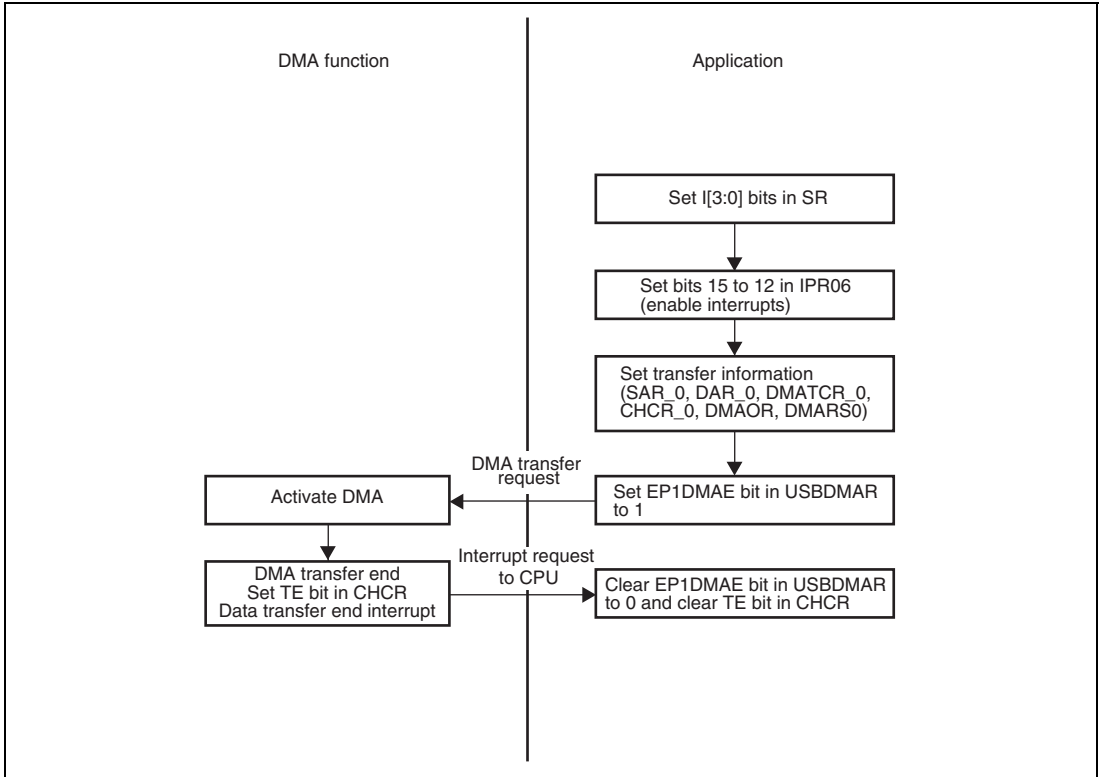 DMA function
Application
Set I[3:0] bits in SR
Set bits 15 to 12 in IPR06
(enable interrupts)
Set transfer information
(SAR_0, DAR_0, DMATCR_0,
CHCR_0, DMAOR, DMARS0)
DMA transfer
request
Activate DMA
Set EP1DMAE bit in USBDMAR
to 1
Interrupt request
to CPU
DMA transfer end
Set TE bit in CHCR
Data transfer end interrupt
Clear EP1DMAE bit in USBDMAR
to 0 and clear TE bit in CHCR